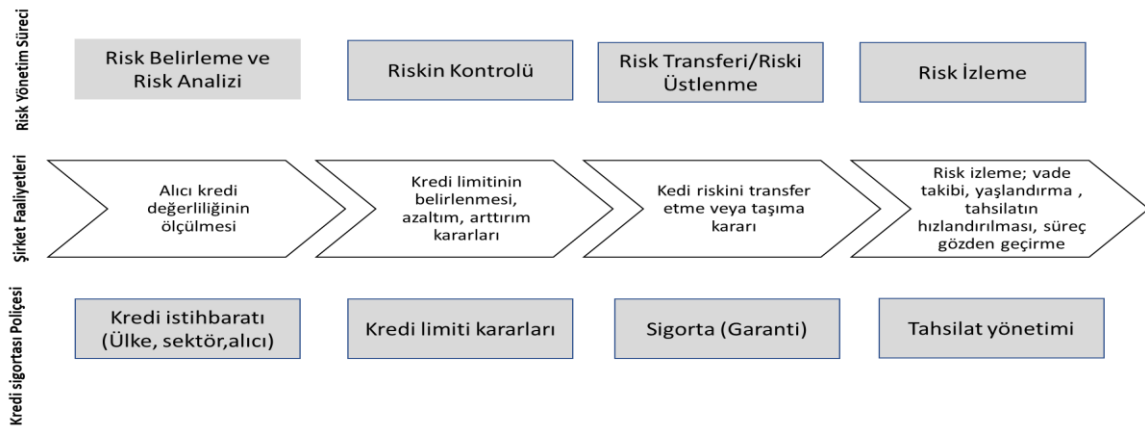 Risk Yönetim Süreci
Risk Belirleme ve
Risk Analizi
Riskin Kontrolü
Risk Transferi/Riski
Üstlenme
Risk İzleme
Şirket Faaliyetleri
Alıcı kredi
değerliliğinin
ölçülmesi
Kredi limitinin
belirlenmesi,
azaltım, arttırım
kararları
Kedi riskini transfer
etme veya taşıma
kararı
Risk izleme; vade
takibi, yaşlandırma ,
tahsilatın
hızlandırılması, süreç
gözden geçirme
Kredi sigortası Poliçesi
Kredi istihbaratı
(Ülke, sektör,alıcı)
Kredi limiti kararları
Sigorta (Garanti)
Tahsilat yönetimi